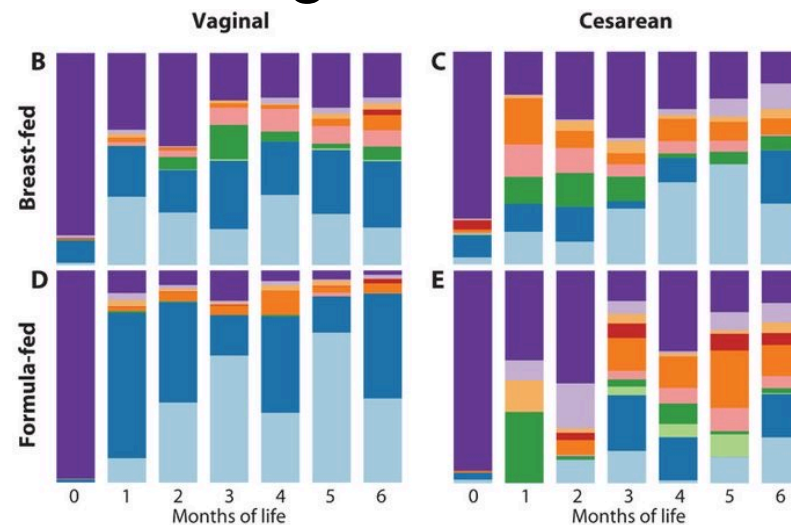 Vaginal
Cesarean
B
C
Breast-fed
D
E
Formula-fed
0 1 2 3 4 5 6
0 1 2 3 4 5 6
Months of life
Months of life